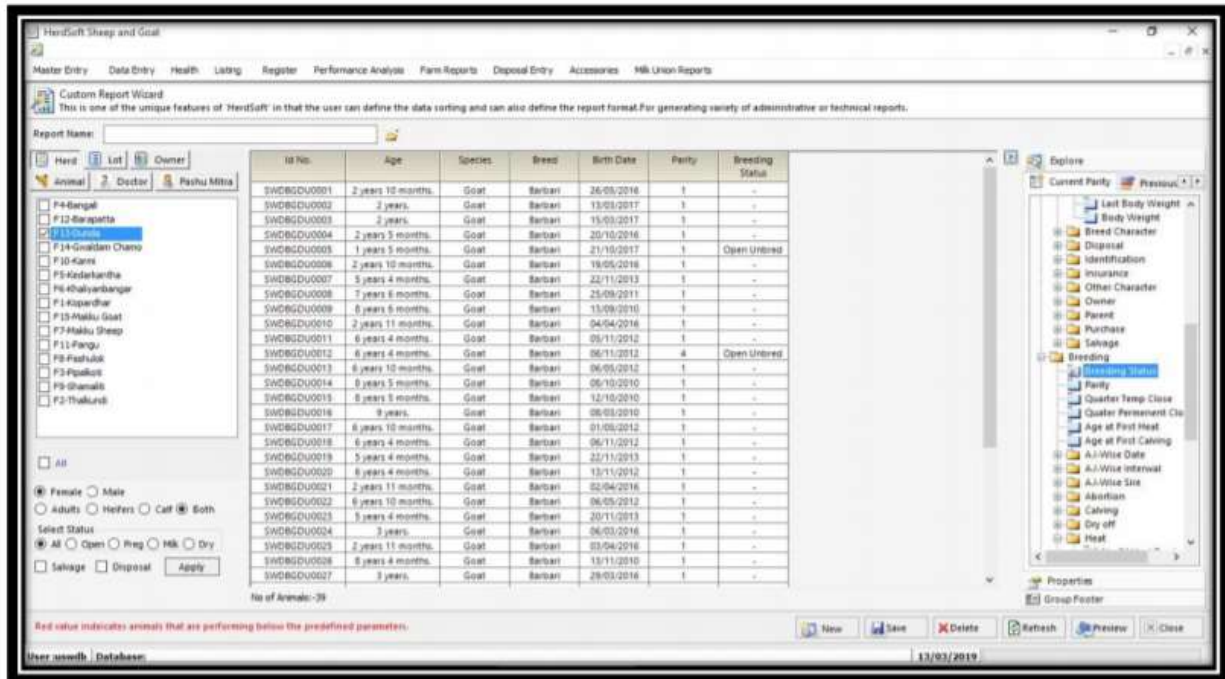 HerdSoft Sheep and Goat
Master Entry Data Entry Health Listing Register Performance Analysis Farm Reports Disposal Entry Accessories Milk Union Reports
Custom Report Wizard
This is one of the unique features of 'HerdSoft' in that the user can define the data sorting and can also define the report format.For generating variety of administrative or technical reports.
Report Name:
Herd Lot Owner
Animal Doctor Pashu Mitra
F4-Bangali
F12-Barapatta
F13-Dunda
F14-Gwaldam Chamo
F10-Karmi
F5-Kedarkantha
F6-Khaliyanbangar
F1-Kopardhar
F15-Makku Goat
F7-Makku Sheep
F11-Pangu
F8-Pashulok
F3-Pipalkoti
F9-Shamaliti
F2-Thalkundi
All
Female Male
Adults Heifers Calf Both
Select Status
All Open Preg Milk Dry
Salvage Disposal Apply
Id No. Age Species Breed Birth Date Parity Breeding Status
SWDBGDU0001 2 years 10 months. Goat Barbari 26/05/2016 1 -
SWDBGDU0002 2 years. Goat Barbari 13/03/2017 1 -
SWDBGDU0003 2 years. Goat Barbari 15/03/2017 1 -
SWDBGDU0004 2 years 5 months. Goat Barbari 20/10/2016 1 -
SWDBGDU0005 1 years 5 months. Goat Barbari 21/10/2017 1 Open Unbred
SWDBGDU0006 2 years 10 months. Goat Barbari 19/05/2016 1 -
SWDBGDU0007 5 years 4 months. Goat Barbari 22/11/2013 1 -
SWDBGDU0008 7 years 6 months. Goat Barbari 25/09/2011 1 -
SWDBGDU0009 8 years 6 months. Goat Barbari 13/09/2010 1 -
SWDBGDU0010 2 years 11 months. Goat Barbari 04/04/2016 1 -
SWDBGDU0011 6 years 4 months. Goat Barbari 05/11/2012 1 -
SWDBGDU0012 6 years 4 months. Goat Barbari 06/11/2012 4 Open Unbred
SWDBGDU0013 6 years 10 months. Goat Barbari 06/05/2012 1 -
SWDBGDU0014 8 years 5 months. Goat Barbari 08/10/2010 1 -
SWDBGDU0015 8 years 5 months. Goat Barbari 12/10/2010 1 -
SWDBGDU0016 9 years. Goat Barbari 08/03/2010 1 -
SWDBGDU0017 6 years 10 months. Goat Barbari 01/05/2012 1 -
SWDBGDU0018 6 years 4 months. Goat Barbari 06/11/2012 1 -
SWDBGDU0019 5 years 4 months. Goat Barbari 22/11/2013 1 -
SWDBGDU0020 6 years 4 months. Goat Barbari 13/11/2012 1 -
SWDBGDU0021 2 years 11 months. Goat Barbari 02/04/2016 1 -
SWDBGDU0022 6 years 10 months. Goat Barbari 06/05/2012 1 -
SWDBGDU0023 5 years 4 months. Goat Barbari 20/11/2013 1 -
SWDBGDU0024 3 years. Goat Barbari 06/03/2016 1 -
SWDBGDU0025 2 years 11 months. Goat Barbari 03/04/2016 1 -
SWDBGDU0026 8 years 4 months. Goat Barbari 13/11/2010 1 -
SWDBGDU0027 3 years. Goat Barbari 29/03/2016 1 -
No of Animals:-39
Explore
Current Parity Previous
Last Body Weight
Body Weight
Breed Character
Disposal
Identification
Insurance
Other Character
Owner
Parent
Purchase
Salvage
Breeding
Breeding Status
Parity
Quarter Temp Close
Quater Permenent Clo
Age at First Heat
Age at First Calving
A.I-Wise Date
A.I-Wise Interwal
A.I-Wise Sire
Abortion
Calving
Dry off
Heat
Properties
Group Footer
Red value indeicates animals that are performing below the predefined parameters.
New Save Delete Refresh Preview Close
User :uswdb Database: 13/03/2019